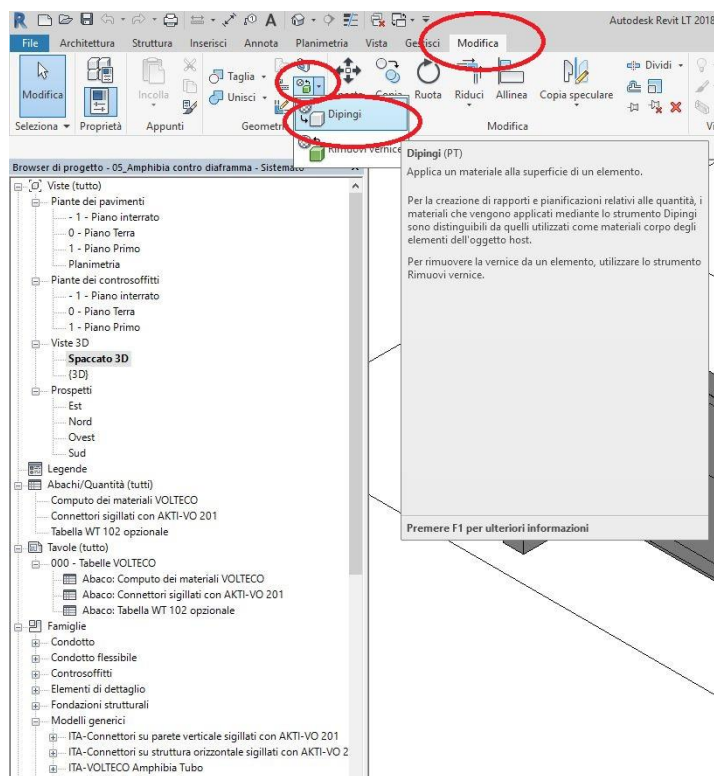 Autodesk Revit LT 2018
File Architettura Struttura Inserisci Annota Planimetria Vista Gestisci Modifica
Taglia
Dividi
Modifica Incolla Unisci Copia Ruota Riduci Allinea Copia speculare
Seleziona Proprietà Appunti Geometri Modifica
Dipingi
Rimuovi vernice
Dipingi (PT)
Applica un materiale alla superficie di un elemento.
Per la creazione di rapporti e pianificazioni relativi alle quantità, i
materiali che vengono applicati mediante lo strumento Dipingi
sono distinguibili da quelli utilizzati come materiali corpo degli
elementi dell'oggetto host.
Per rimuovere la vernice da un elemento, utilizzare lo strumento
Rimuovi vernice.
Premere F1 per ulteriori informazioni
Browser di progetto - 05_Amphibia contro diaframma - Sistemato
Viste (tutto)
Piante dei pavimenti
- 1 - Piano interrato
0 - Piano Terra
1 - Piano Primo
Planimetria
Piante dei controsoffitti
- 1 - Piano interrato
0 - Piano Terra
1 - Piano Primo
Viste 3D
Spaccato 3D
{3D}
Prospetti
Est
Nord
Ovest
Sud
Legende
Abachi/Quantità (tutti)
Computo dei materiali VOLTECO
Connettori sigillati con AKTI-VO 201
Tabella WT 102 opzionale
Tavole (tutto)
000 - Tabelle VOLTECO
Abaco: Computo dei materiali VOLTECO
Abaco: Connettori sigillati con AKTI-VO 201
Abaco: Tabella WT 102 opzionale
Famiglie
Condotto
Condotto flessibile
Controsoffitti
Elementi di dettaglio
Fondazioni strutturali
Modelli generici
ITA-Connettori su parete verticale sigillati con AKTI-VO 201
ITA-Connettori su struttura orizzontale sigillati con AKTI-VO 2
ITA-VOLTECO Amphibia Tubo